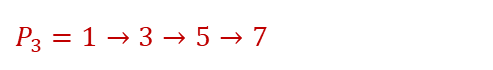 P₃ = 1 → 3 → 5 → 7